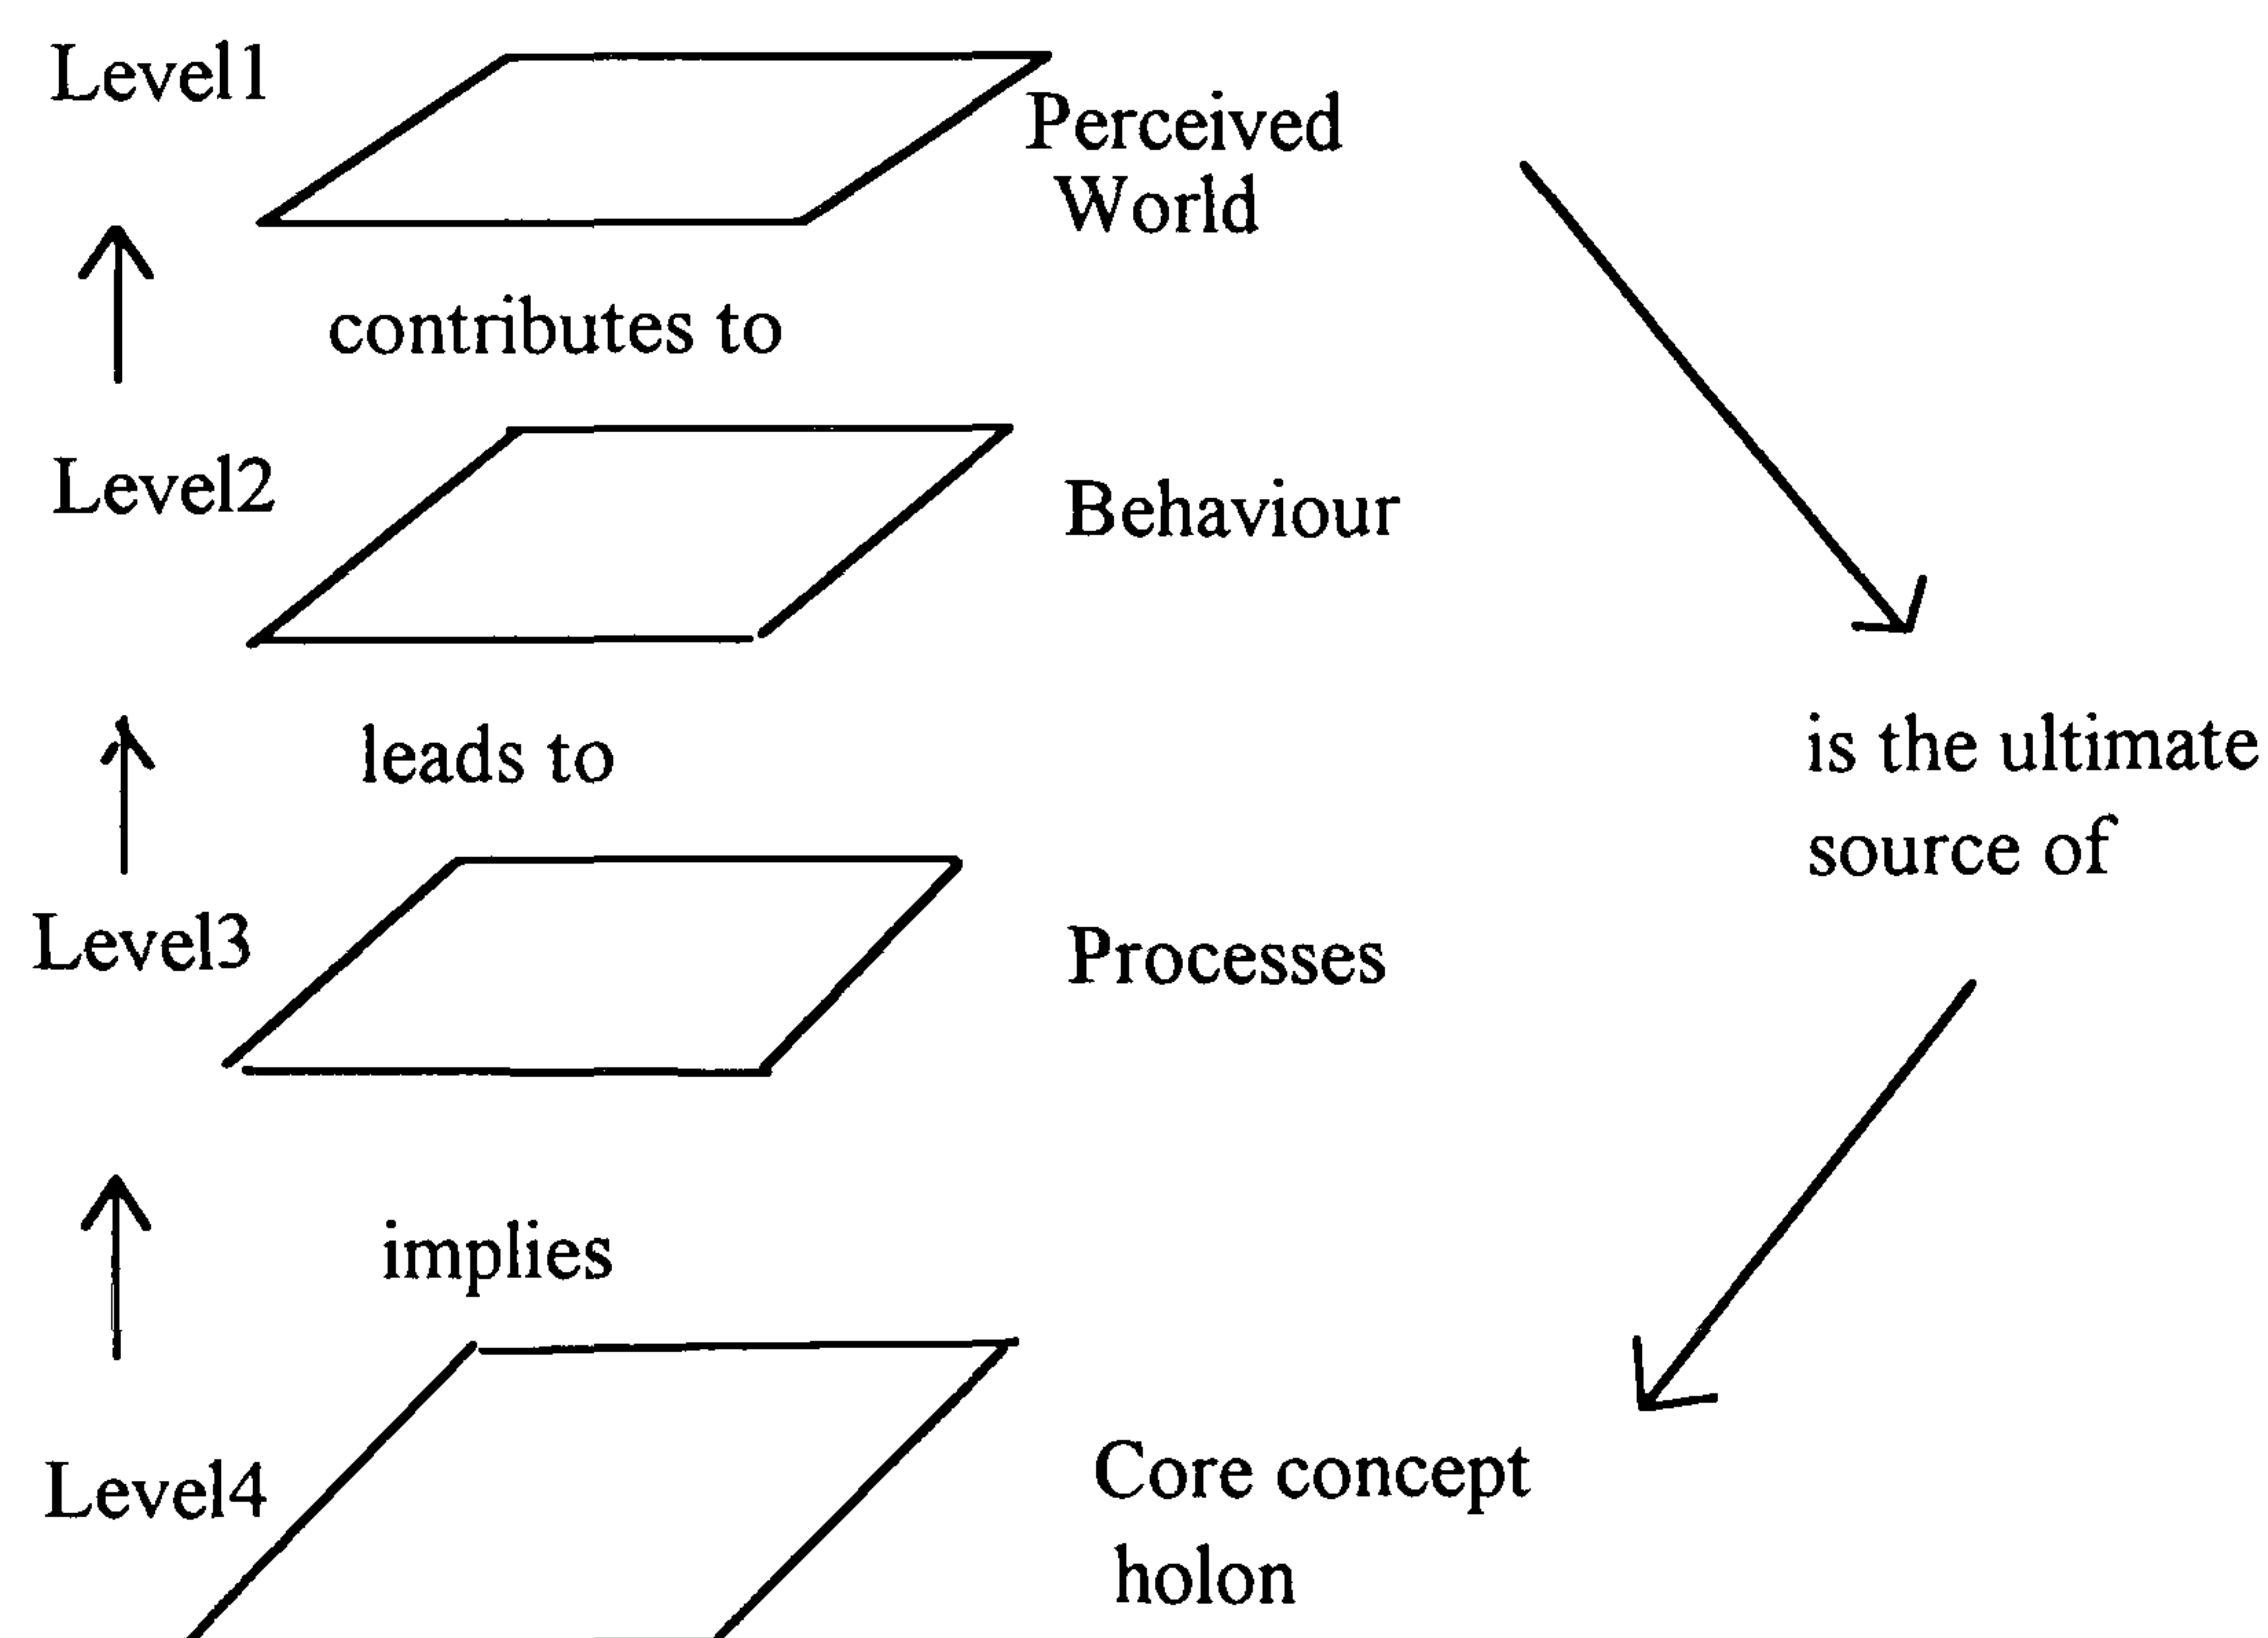 Level1
Perceived
World
contributes to
Level2
Behaviour
leads to
is the ultimate
source of
Level3
Processes
implies
Level4
Core concept
holon